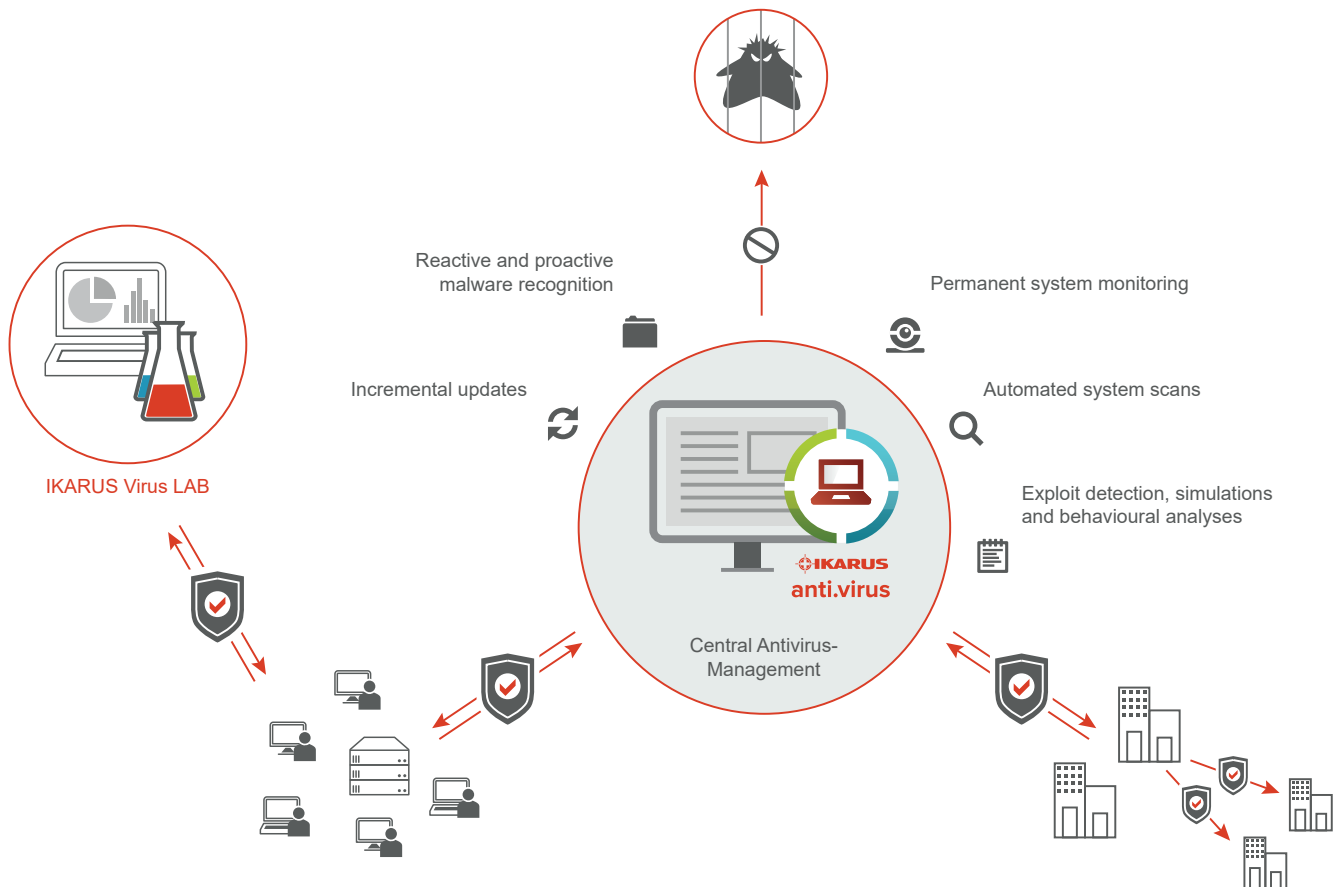 Reactive and proactive
malware recognition
Permanent system monitoring
Incremental updates
Automated system scans
IKARUS Virus LAB
Exploit detection, simulations
and behavioural analyses
IKARUS
anti.virus
Central Antivirus-
Management